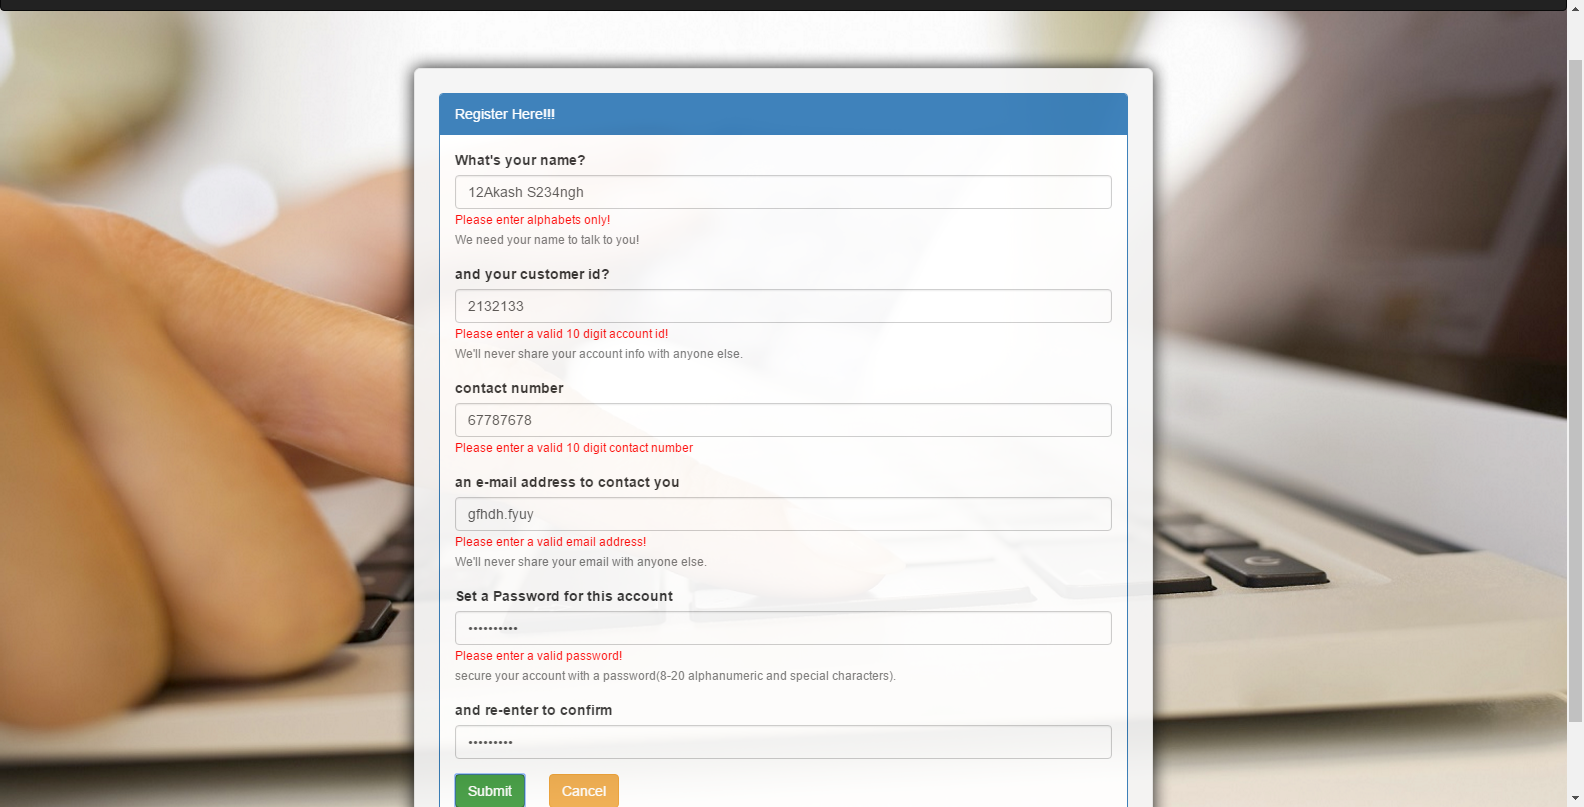 Register Here!!!
What's your name?
12Akash S234ngh
Please enter alphabets only!
We need your name to talk to you!
and your customer id?
2132133
Please enter a valid 10 digit account id!
We'll never share your account info with anyone else.
contact number
67787678
Please enter a valid 10 digit contact number
an e-mail address to contact you
gfhdh.fyuy
Please enter a valid email address!
We'll never share your email with anyone else.
Set a Password for this account
••••••••••
Please enter a valid password!
secure your account with a password(8-20 alphanumeric and special characters).
and re-enter to confirm
•••••••••
Submit Cancel